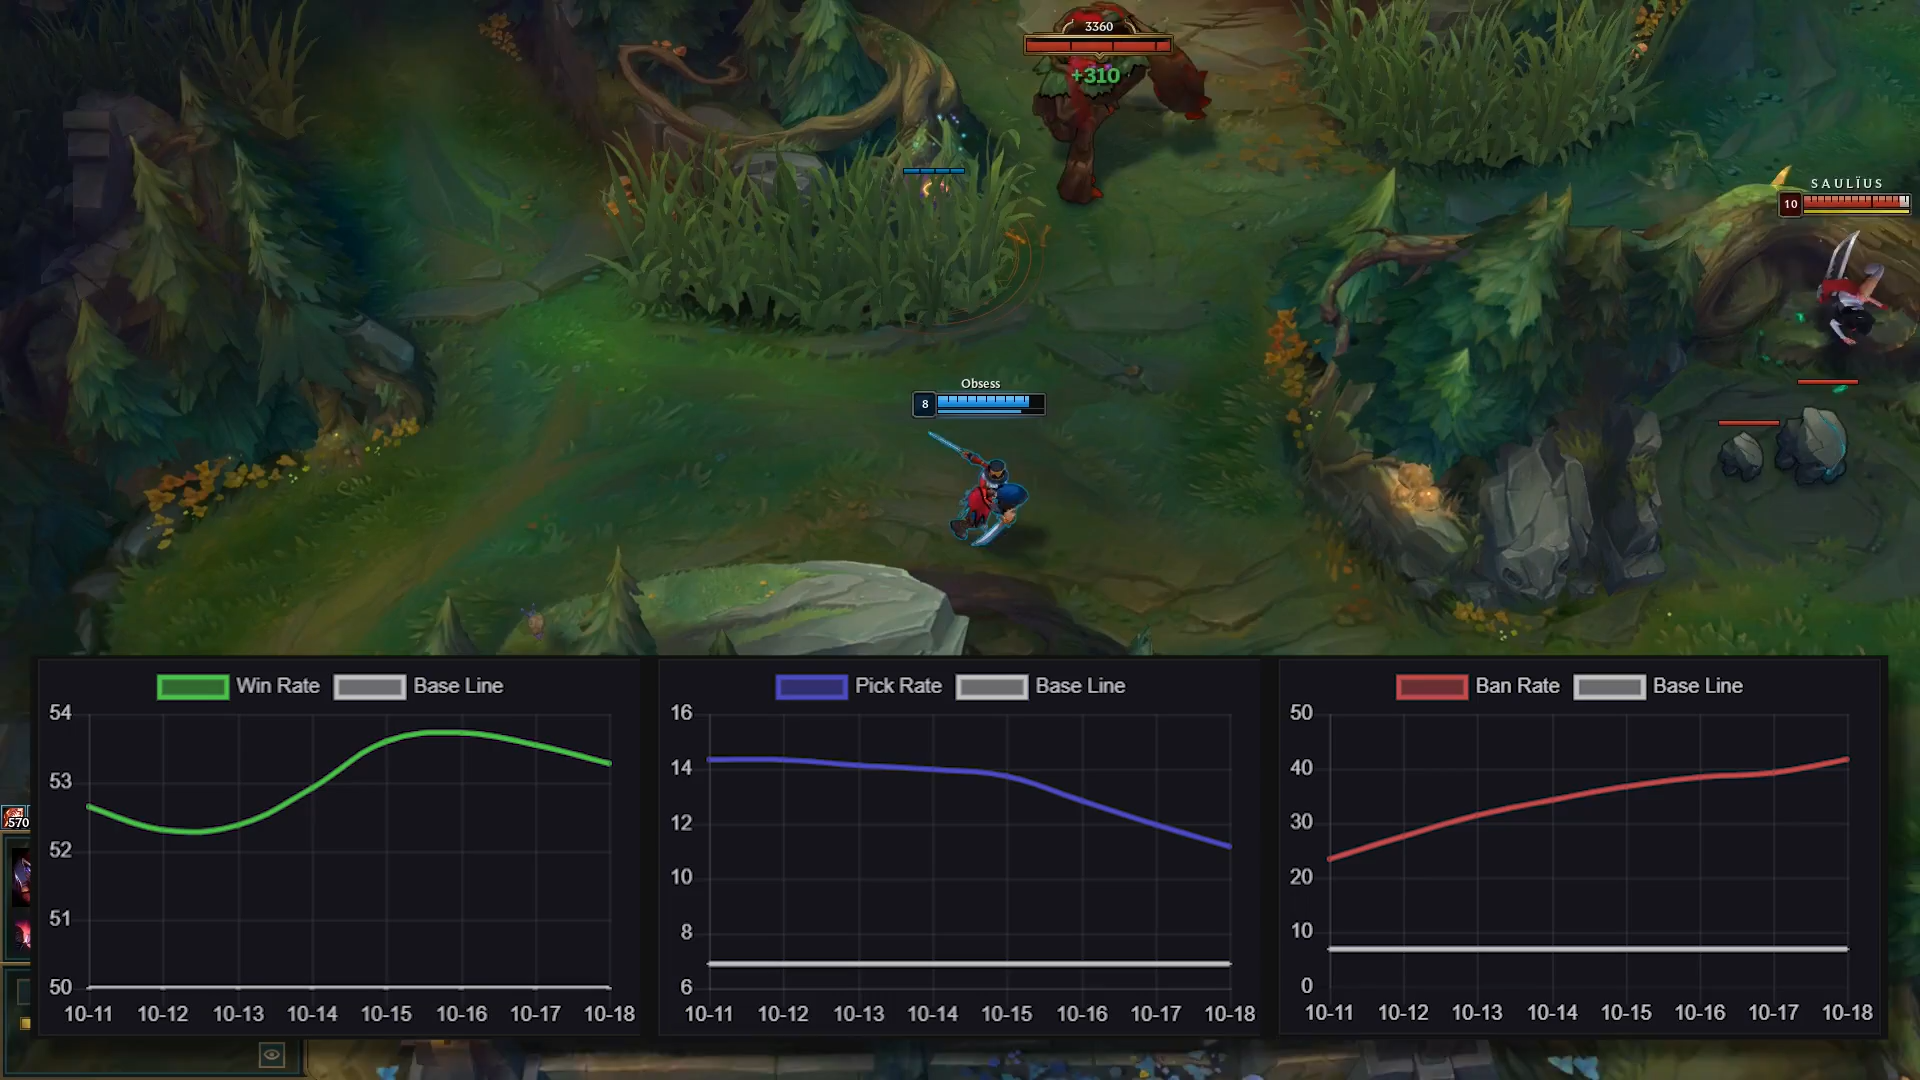 3360
+310
SAULÏUS
10
Obsess
8
570
Win Rate Base Line
54
53
52
51
50
10-11 10-12 10-13 10-14 10-15 10-16 10-17 10-18
Pick Rate Base Line
16
14
12
10
8
6
10-11 10-12 10-13 10-14 10-15 10-16 10-17 10-18
Ban Rate Base Line
50
40
30
20
10
0
10-11 10-12 10-13 10-14 10-15 10-16 10-17 10-18